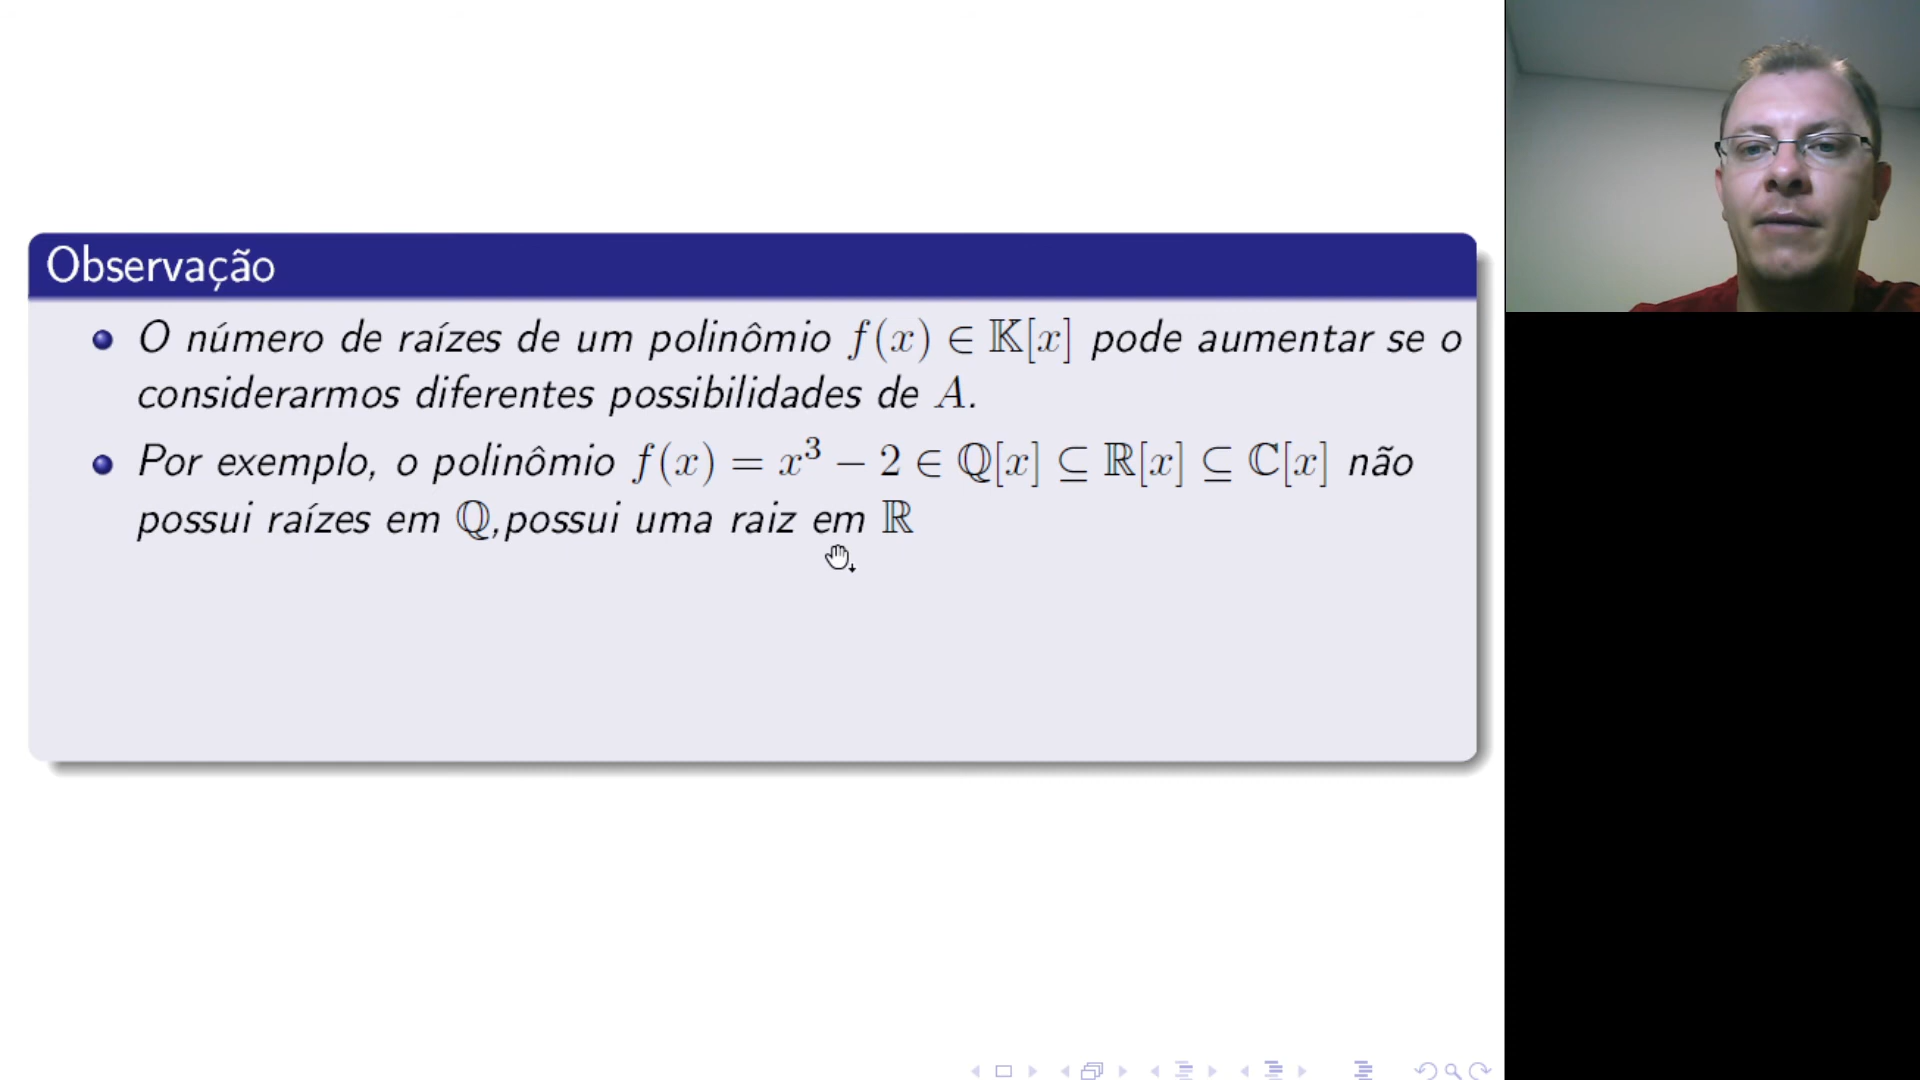 Observação
O número de raízes de um polinômio f(x) ∈ 𝕂[x] pode aumentar se o
considerarmos diferentes possibilidades de A.
Por exemplo, o polinômio f(x) = x³ − 2 ∈ ℚ[x] ⊆ ℝ[x] ⊆ ℂ[x] não
possui raízes em ℚ,possui uma raiz em ℝ